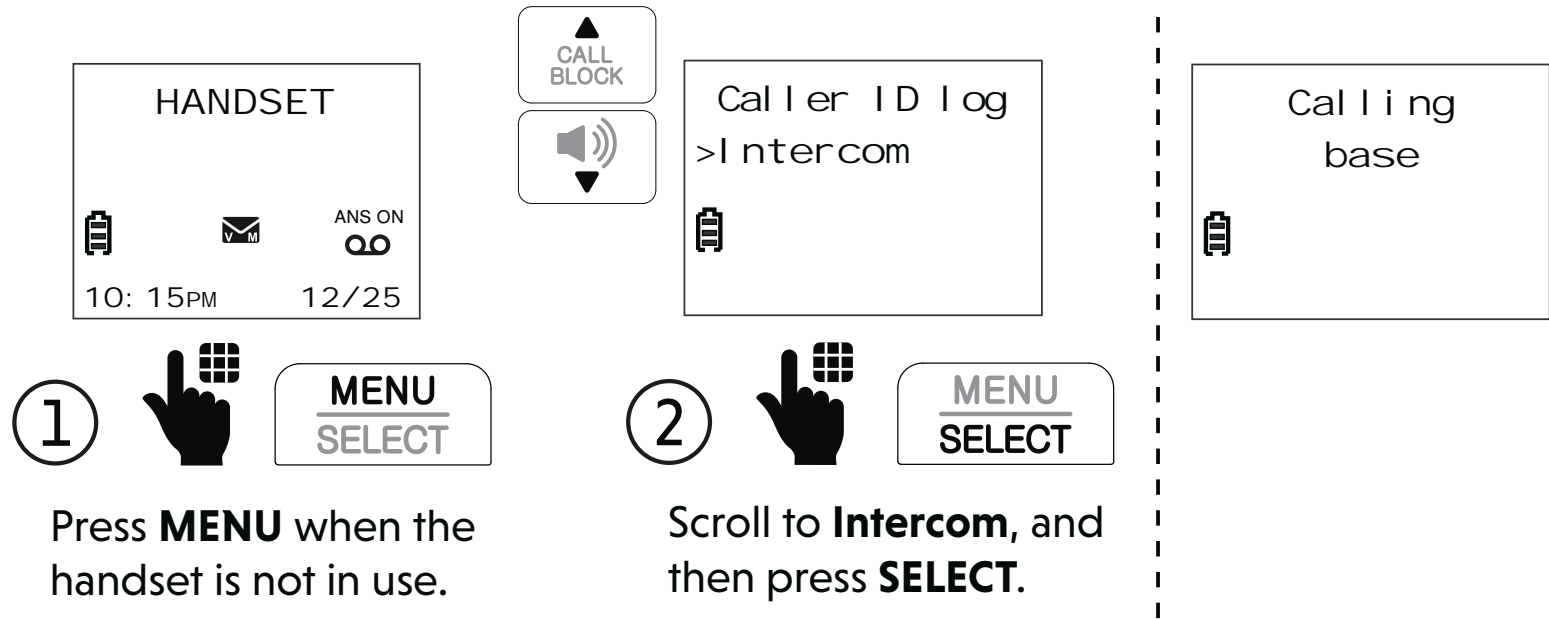 HANDSET
ANS ON
V M
10:15PM 12/25
1
MENU
SELECT
Press MENU when the
handset is not in use.
CALL
BLOCK
Caller ID log
>Intercom
2
MENU
SELECT
Scroll to Intercom, and
then press SELECT.
Calling
base